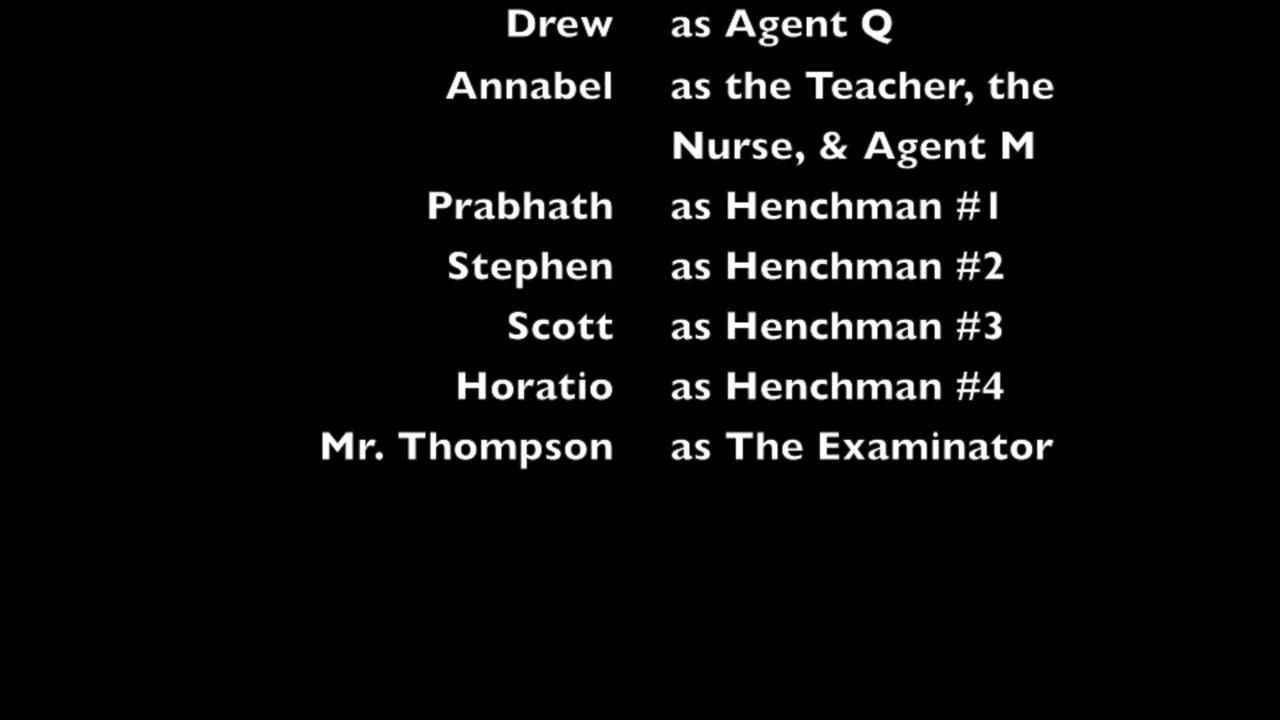 Drew as Agent Q
Annabel as the Teacher, the
Nurse, & Agent M
Prabhath as Henchman #1
Stephen as Henchman #2
Scott as Henchman #3
Horatio as Henchman #4
Mr. Thompson as The Examinator